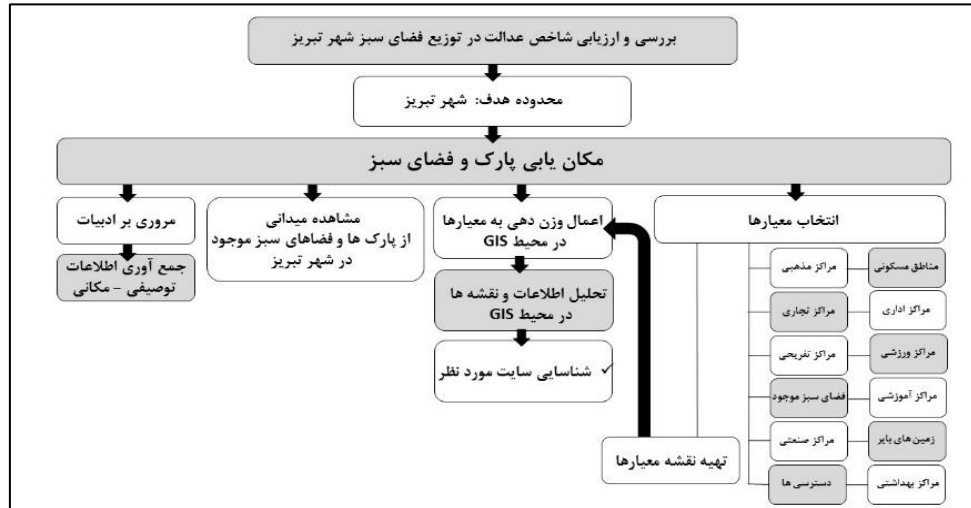 بررسی و ارزیابی شاخص عدالت در توزیع فضای سبز شهر تبریز
محدوده هدف: شهر تبریز
مکان یابی پارک و فضای سبز
انتخاب معیارها
اعمال وزن دهی به معیارها
در محیط GIS
مشاهده میدانی
از پارک ها و فضاهای سبز موجود
در شهر تبریز
مروری بر ادبیات
جمع آوری اطلاعات
توصیفی – مکانی
تحلیل اطلاعات و نقشه ها
در محیط GIS
✓ شناسایی سایت مورد نظر
مناطق مسکونی
مراکز مذهبی
مراکز اداری
مراکز تجاری
مراکز ورزشی
مراکز تفریحی
مراکز آموزشی
فضای سبز موجود
زمین های بایر
مراکز صنعتی
مراکز بهداشتی
دسترسی ها
تهیه نقشه معیارها